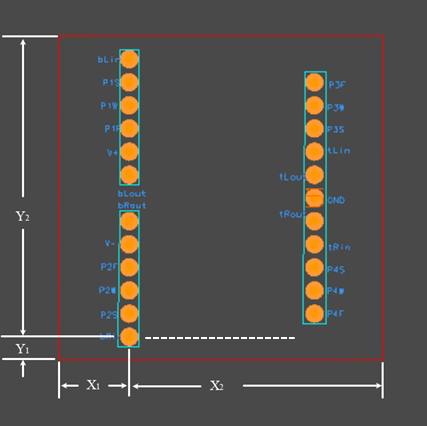 bLin
P1S
P1W
P1F
V+
bLout
bRout
V-
P2F
P2W
P2S
P3F
P3W
P3S
tLin
tLout
GND
tRout
tRin
P4S
P4W
P4F
Y₂
Y₁
X₁
X₂